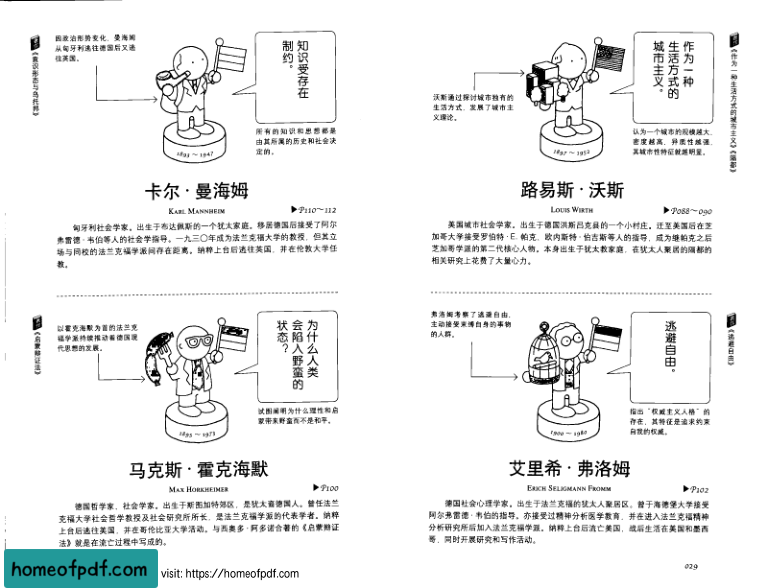 《意识形态与乌托邦》
因政治形势变化，曼海姆
从匈牙利逃往德国后又逃
往英国。
知识受存在
制约。
所有的知识和思想都是
由其所属的历史和社会决
定的。
1893～1947
卡尔·曼海姆
KARL MANNHEIM
▶P110～112
匈牙利社会学家。出生于布达佩斯的一个犹太家庭。移居德国后接受了阿尔
弗雷德·韦伯等人的社会学指导。一九三〇年成为法兰克福大学的教授，但其立
场与同校的法兰克福学派间存在距离。纳粹上台后逃往英国，并在伦敦大学任
教。
《启蒙辩证法》
以霍克海默为首的法兰克
福学派持续推动着德国现
代思想的发展。
为什么人类
会陷入野蛮的
状态？
试图阐明为什么理性和启
蒙带来野蛮而不是和平。
1895～1973
马克斯·霍克海默
MAX HORKHEIMER
▶P100
德国哲学家、社会学家。出生于斯图加特郊区，是犹太裔德国人。曾任法兰
克福大学社会哲学教授及社会研究所所长，是法兰克福学派的代表学者。纳粹
上台后逃往美国，并在哥伦比亚大学活动。与西奥多·阿多诺合著的《启蒙辩证
法》就是在流亡过程中写成的。
《作为一种生活方式的城市主义》《隔都》
沃斯通过探讨城市独有的
生活方式，发展了城市主
义理论。
作为一种
生活方式的
城市主义。
认为一个城市的规模越大，
密度越高，异质性越强，
其城市性特征就越明显。
1897～1952
路易斯·沃斯
LOUIS WIRTH
▶P088～090
美国城市社会学家。出生于德国洪斯吕克县的一个小村庄。迁至美国后在芝
加哥大学接受罗伯特·E. 帕克、欧内斯特·伯吉斯等人的指导，成为继帕克之后
芝加哥学派的第二代核心人物。本身出生于犹太教家庭，在犹太人聚居的隔都的
相关研究上花费了大量心力。
《逃避自由》
弗洛姆考察了逃避自由、
主动接受束缚自身的事物
的人群。
逃避自由。
指出“权威主义人格”的
存在，其特征是追求约束
自我的权威。
1900～1980
艾里希·弗洛姆
ERICH SELIGMANN FROMM
▶P102
德国社会心理学家。出生于法兰克福的犹太人聚居区，曾于海德堡大学接受
阿尔弗雷德·韦伯的指导。亦接受过精神分析医学教育，并在进入法兰克福精神
分析研究所后加入法兰克福学派。纳粹上台后流亡美国，战后生活在美国和墨西
哥，同时开展研究和写作活动。
029
homeofpdf.com
visit: https://homeofpdf.com